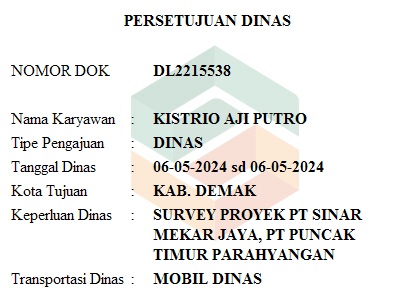 PERSETUJUAN DINAS
NOMOR DOK DL2215538
Nama Karyawan : KISTRIO AJI PUTRO
Tipe Pengajuan : DINAS
Tanggal Dinas : 06-05-2024 sd 06-05-2024
Kota Tujuan : KAB. DEMAK
Keperluan Dinas : SURVEY PROYEK PT SINAR
MEKAR JAYA, PT PUNCAK
TIMUR PARAHYANGAN
Transportasi Dinas : MOBIL DINAS